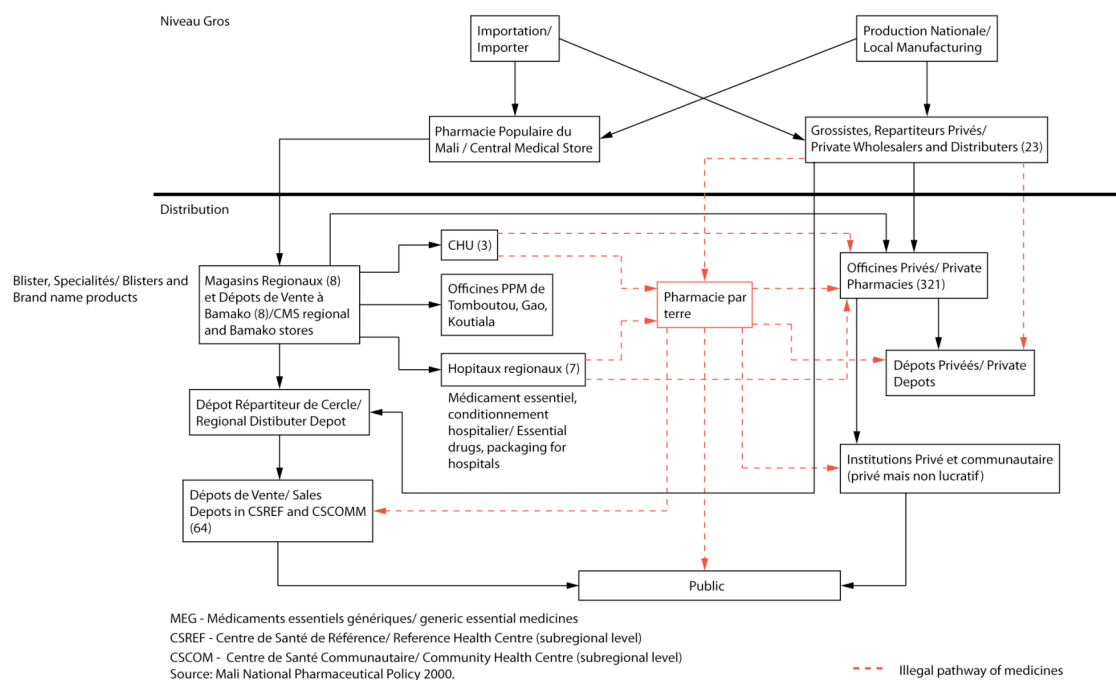 Niveau Gros
Importation/
Importer
Production Nationale/
Local Manufacturing
Pharmacie Populaire du
Mali / Central Medical Store
Grossistes, Repartiteurs Privés/
Private Wholesalers and Distributers (23)
Distribution
Blister, Specialités/ Blisters and
Brand name products
Magasins Regionaux (8)
et Dépots de Vente à
Bamako (8)/CMS regional
and Bamako stores
CHU (3)
Officines PPM de
Tomboutou, Gao,
Koutiala
Hopitaux regionaux (7)
Médicament essentiel,
conditionnement
hospitalier/ Essential
drugs, packaging for
hospitals
Pharmacie par
terre
Officines Privés/ Private
Pharmacies (321)
Dépots Privéés/ Private
Depots
Dépot Répartiteur de Cercle/
Regional Distibuter Depot
Institutions Privé et communautaire
(privé mais non lucratif)
Dépots de Vente/ Sales
Depots in CSREF and CSCOMM
(64)
Public
MEG - Médicaments essentiels génériques/ generic essential medicines
CSREF - Centre de Santé de Référence/ Reference Health Centre (subregional level)
CSCOM - Centre de Santé Communautaire/ Community Health Centre (subregional level)
Source: Mali National Pharmaceutical Policy 2000.
Illegal pathway of medicines